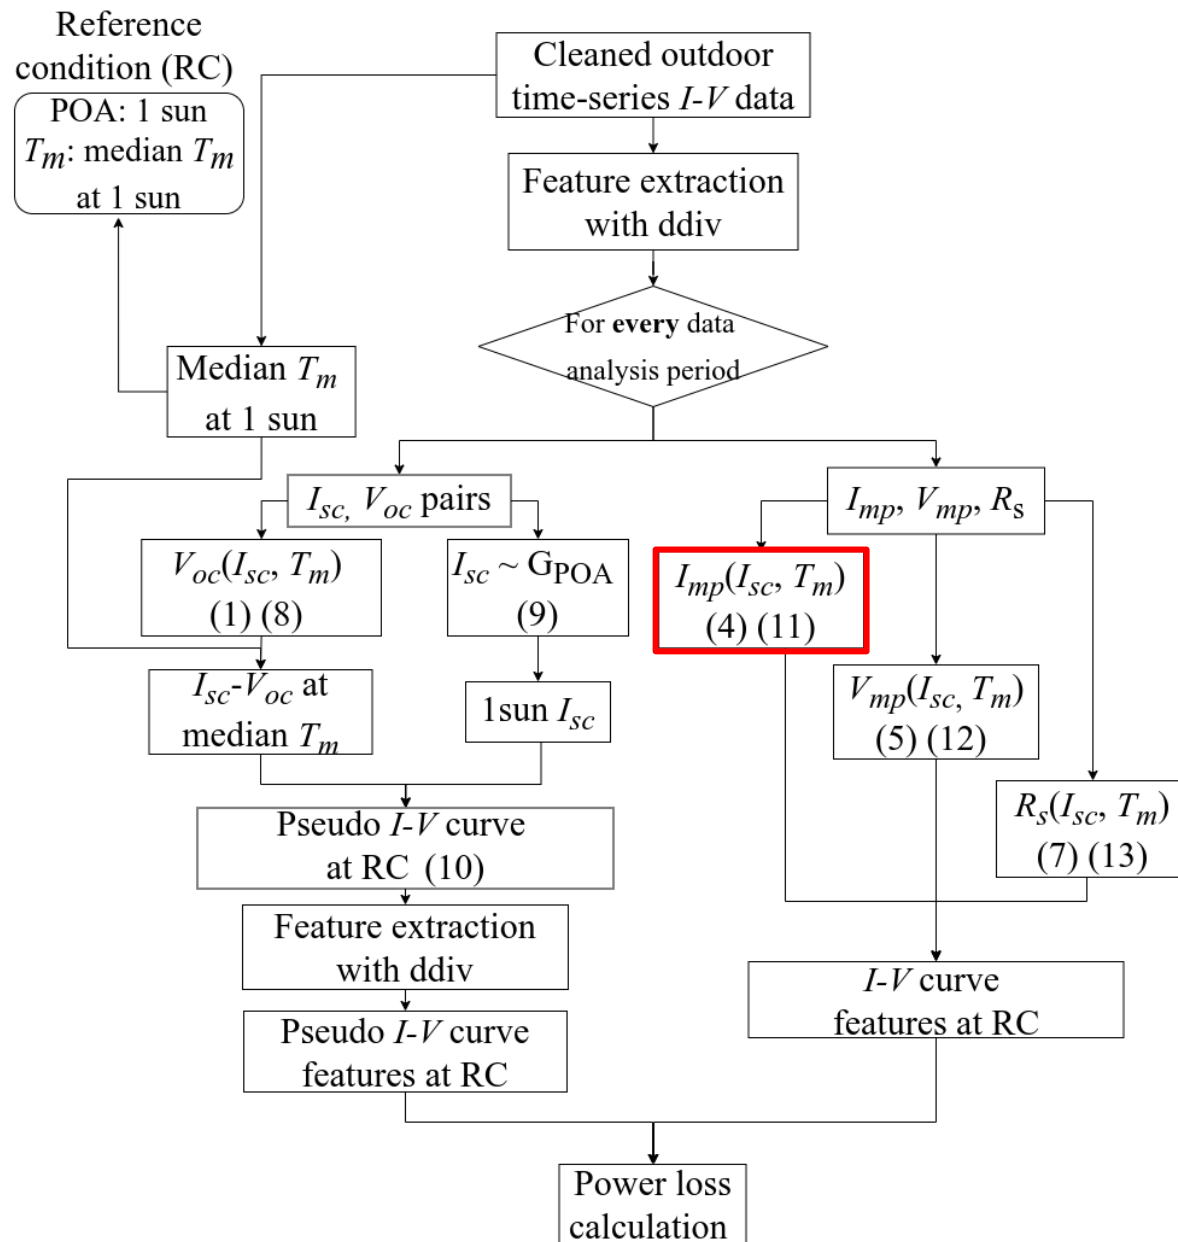 Reference
condition (RC)
POA: 1 sun
Tm: median Tm
at 1 sun
Cleaned outdoor
time-series I-V data
Feature extraction
with ddiv
For every data
analysis period
Median Tm
at 1 sun
Isc, Voc pairs
Imp, Vmp, Rs
Voc(Isc, Tm)
(1) (8)
Isc ~ GPOA
(9)
Imp(Isc, Tm)
(4) (11)
Isc-Voc at
median Tm
1sun Isc
Vmp(Isc, Tm)
(5) (12)
Rs(Isc, Tm)
(7) (13)
Pseudo I-V curve
at RC (10)
Feature extraction
with ddiv
Pseudo I-V curve
features at RC
I-V curve
features at RC
Power loss
calculation